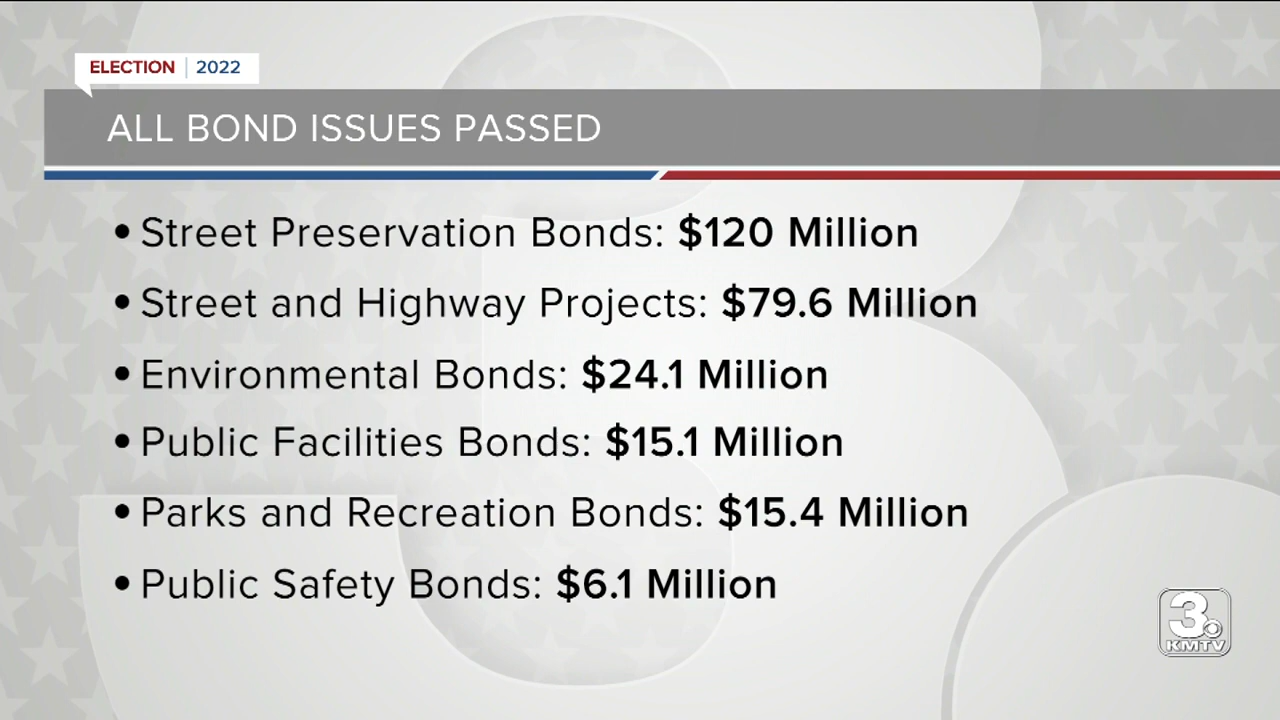 ELECTION | 2022
ALL BOND ISSUES PASSED
• Street Preservation Bonds: $120 Million
• Street and Highway Projects: $79.6 Million
• Environmental Bonds: $24.1 Million
• Public Facilities Bonds: $15.1 Million
• Parks and Recreation Bonds: $15.4 Million
• Public Safety Bonds: $6.1 Million
3
KMTV